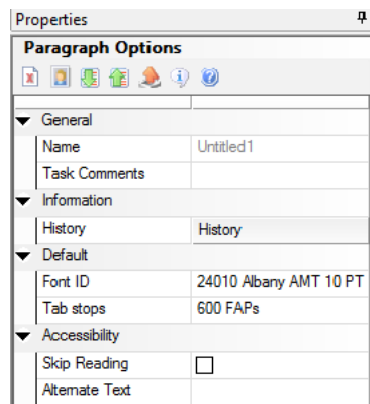 Properties
Paragraph Options
General
Name Untitled1
Task Comments
Information
History History
Default
Font ID 24010 Albany AMT 10 PT
Tab stops 600 FAPs
Accessibility
Skip Reading
Alternate Text